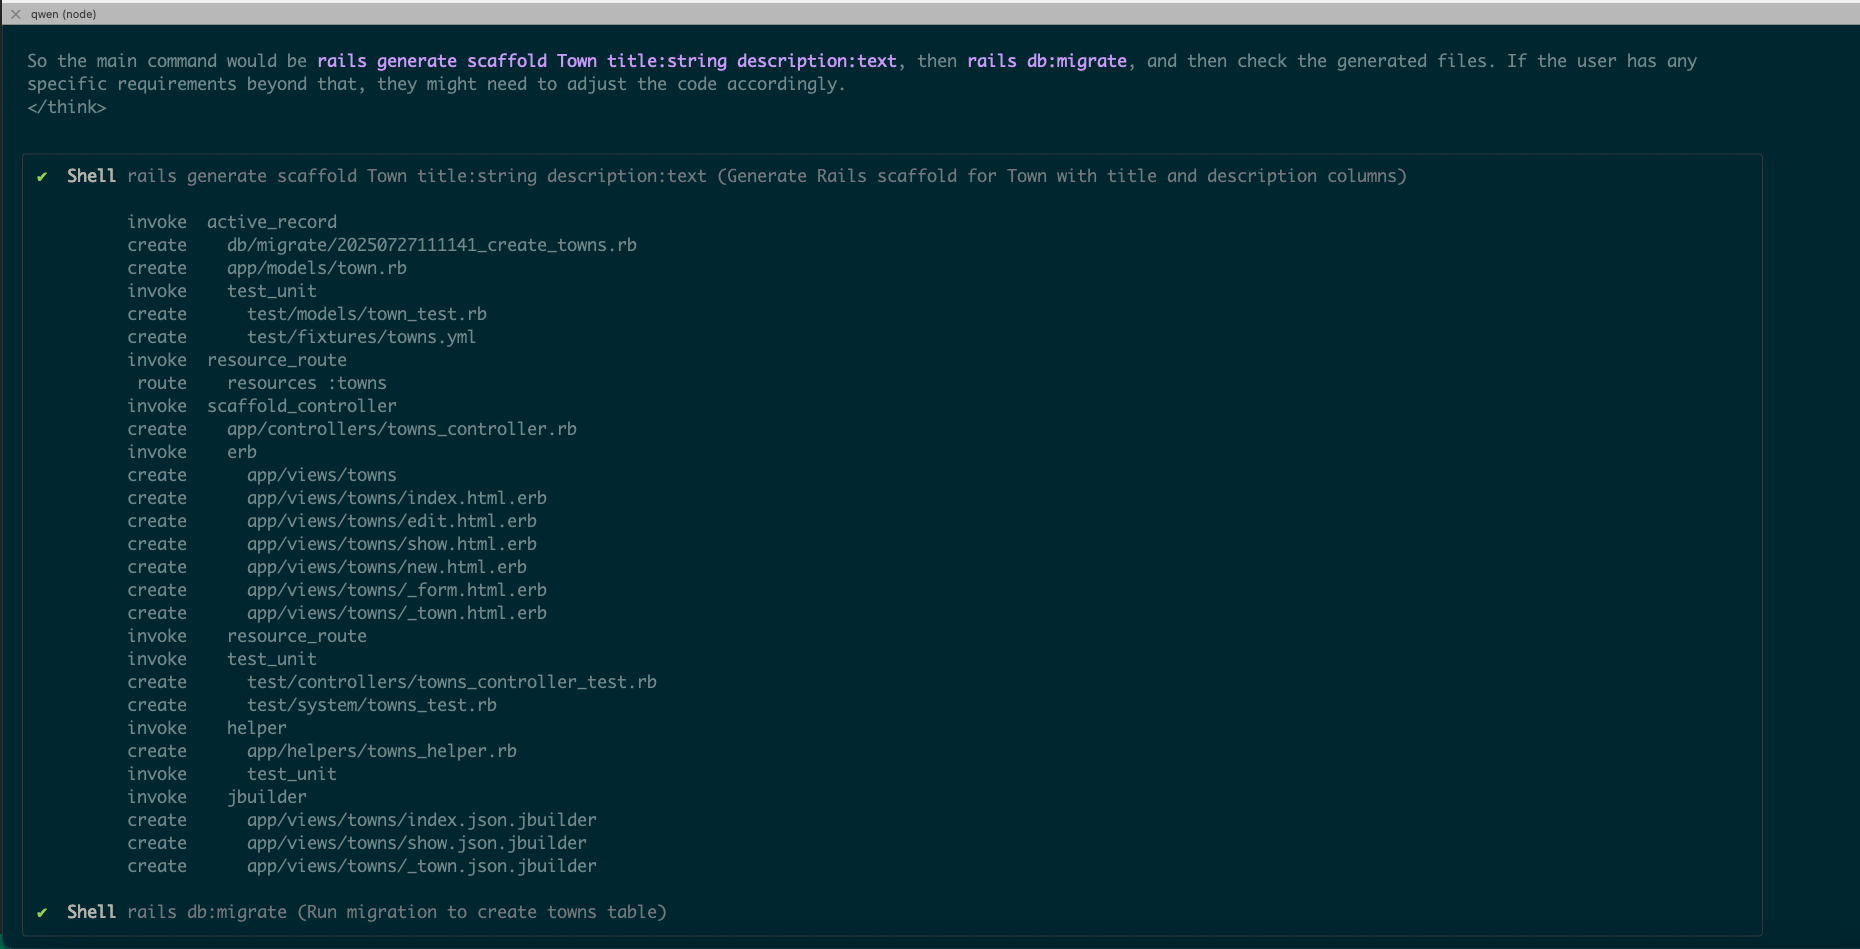 qwen (node)
So the main command would be rails generate scaffold Town title:string description:text, then rails db:migrate, and then check the generated files. If the user has any
specific requirements beyond that, they might need to adjust the code accordingly.
</think>
✔ Shell rails generate scaffold Town title:string description:text (Generate Rails scaffold for Town with title and description columns)
invoke active_record
create db/migrate/20250727111141_create_towns.rb
create app/models/town.rb
invoke test_unit
create test/models/town_test.rb
create test/fixtures/towns.yml
invoke resource_route
route resources :towns
invoke scaffold_controller
create app/controllers/towns_controller.rb
invoke erb
create app/views/towns
create app/views/towns/index.html.erb
create app/views/towns/edit.html.erb
create app/views/towns/show.html.erb
create app/views/towns/new.html.erb
create app/views/towns/_form.html.erb
create app/views/towns/_town.html.erb
invoke resource_route
invoke test_unit
create test/controllers/towns_controller_test.rb
create test/system/towns_test.rb
invoke helper
create app/helpers/towns_helper.rb
invoke test_unit
invoke jbuilder
create app/views/towns/index.json.jbuilder
create app/views/towns/show.json.jbuilder
create app/views/towns/_town.json.jbuilder
✔ Shell rails db:migrate (Run migration to create towns table)